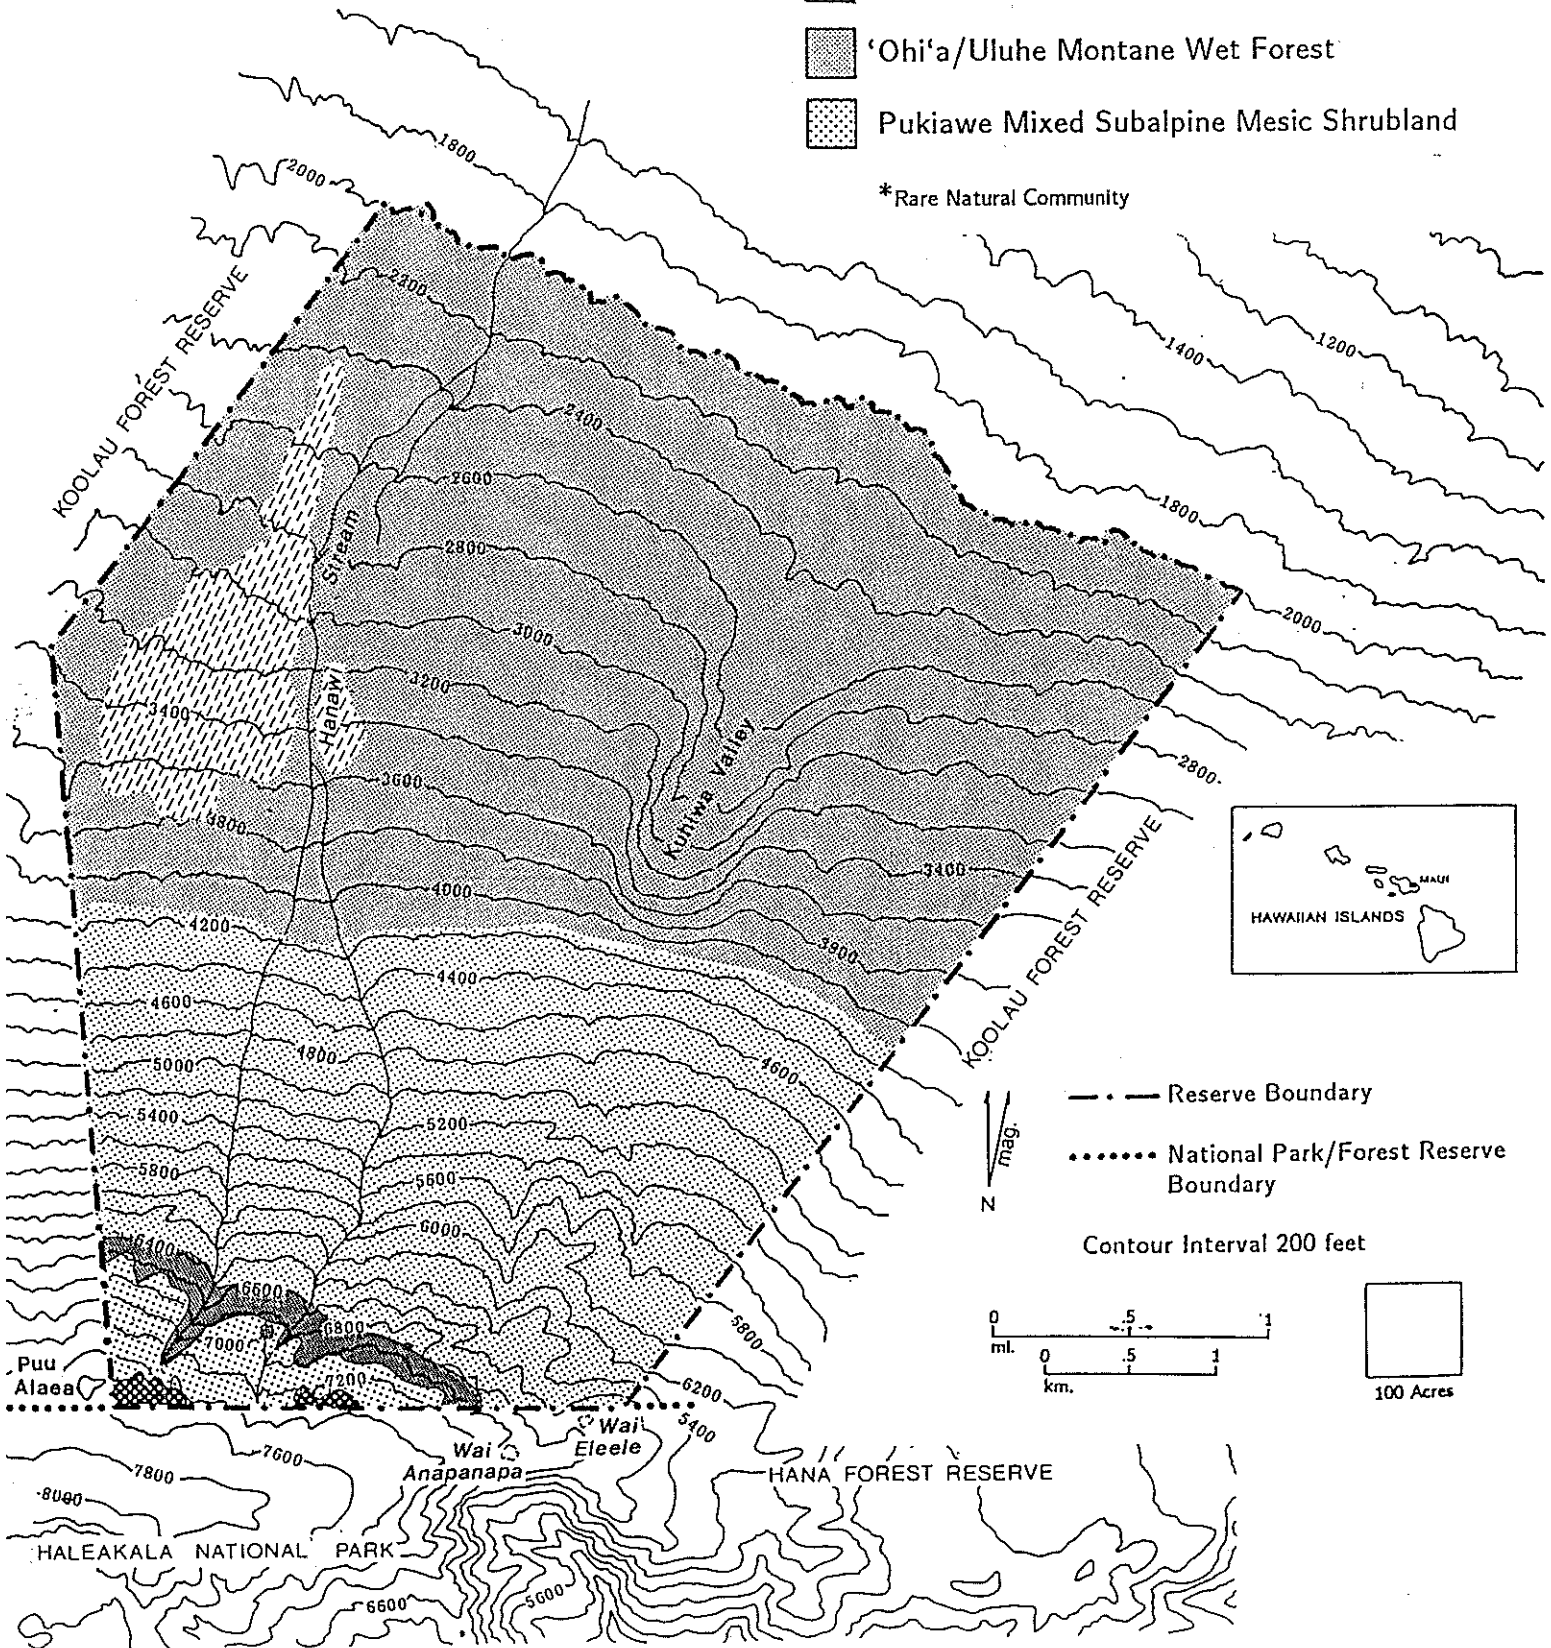 ‘Ohi‘a/Uluhe Montane Wet Forest
Pukiawe Mixed Subalpine Mesic Shrubland
*Rare Natural Community
1800
2000
KOOLAU FOREST RESERVE
2200
1400
1200
2400
2600
1800
Stream
2800
2000
3000
3200
Hanawi
3400
Kuhiwa Valley
2800
3600
3800
3400
MAUI
HAWAIIAN ISLANDS
4000
4200
3800
KOOLAU FOREST RESERVE
4400
4600
4800
4600
5000
5400
5200
Reserve Boundary
mag.
N
National Park/Forest Reserve
Boundary
5800
5600
6000
Contour Interval 200 feet
6400
6600
6800
7000
5800
0 .5 1
mi.
0 .5 1
km.
100 Acres
Puu
Alaea
7200
6200
Wai
Eleele
5400
Wai
Anapanapa
7600
7800
8000
HANA FOREST RESERVE
HALEAKALA NATIONAL PARK
6600
5600